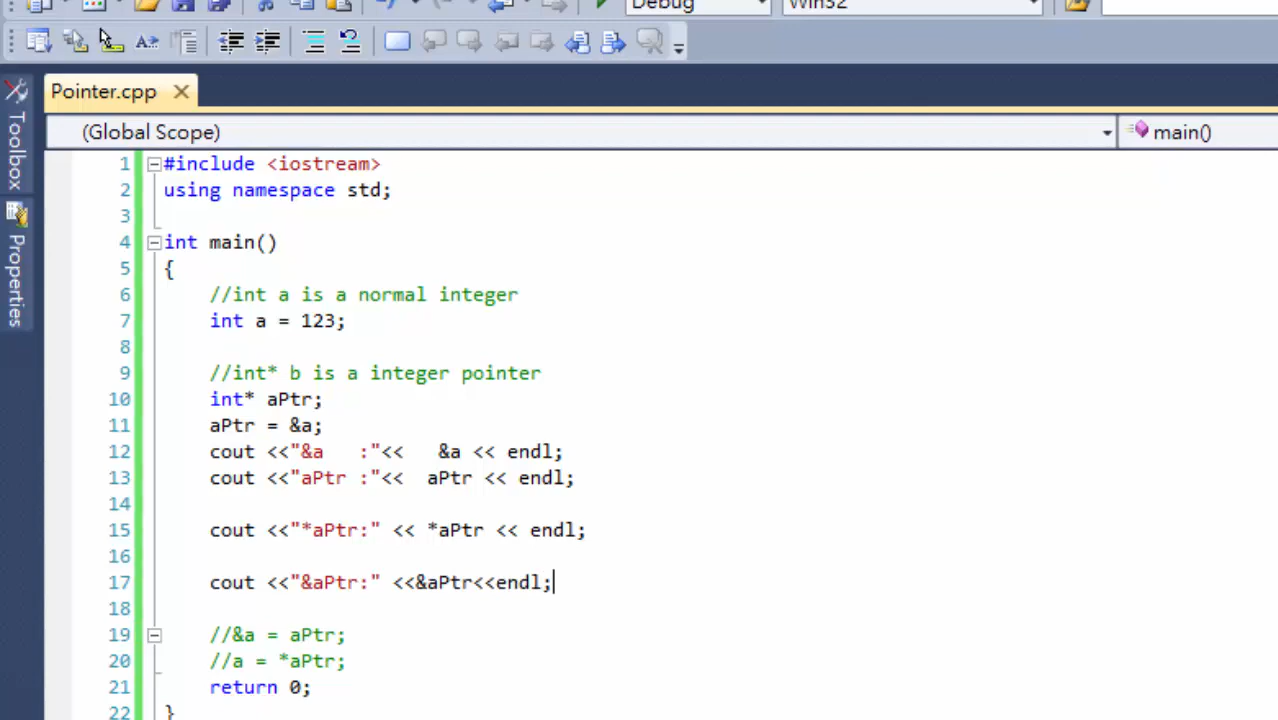 Debug Win32
Pointer.cpp
(Global Scope) main()
Toolbox
Properties
1 #include <iostream>
2 using namespace std;
3
4 int main()
5 {
6 //int a is a normal integer
7 int a = 123;
8
9 //int* b is a integer pointer
10 int* aPtr;
11 aPtr = &a;
12 cout <<"&a   :"<<   &a << endl;
13 cout <<"aPtr :"<<  aPtr << endl;
14
15 cout <<"*aPtr:" << *aPtr << endl;
16
17 cout <<"&aPtr:" <<&aPtr<<endl;
18
19 //&a = aPtr;
20 //a = *aPtr;
21 return 0;
22 }